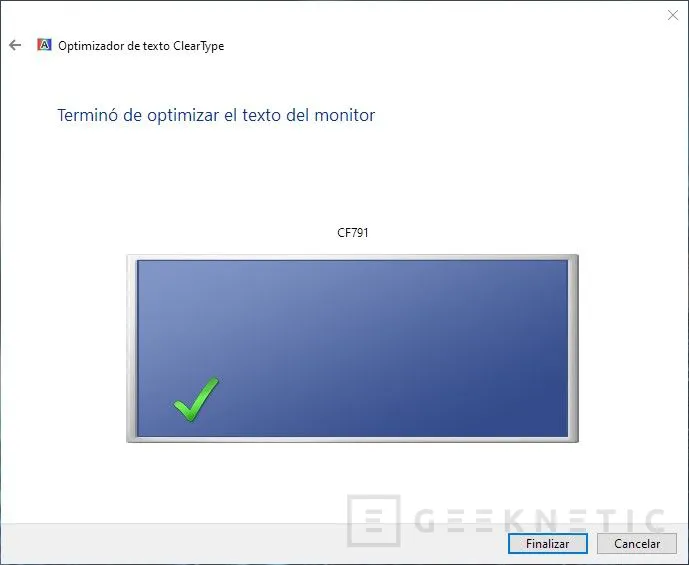 Optimizador de texto ClearType
Terminó de optimizar el texto del monitor
CF791
GEEKNETIC
Finalizar
Cancelar